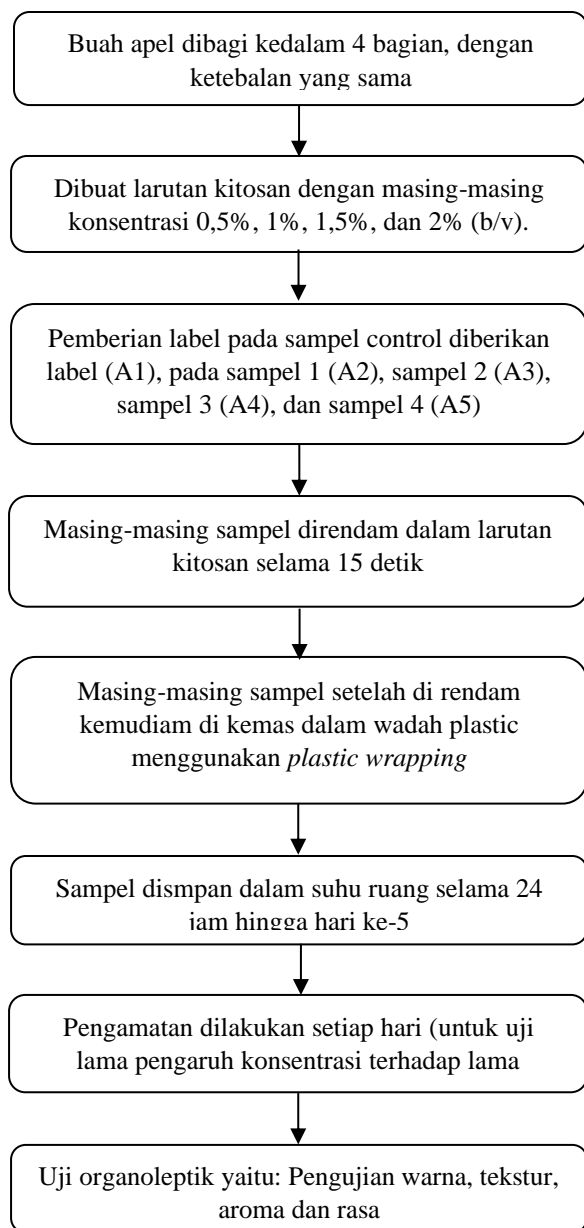 Buah apel dibagi kedalam 4 bagian, dengan
ketebalan yang sama
Dibuat larutan kitosan dengan masing-masing
konsentrasi 0,5%, 1%, 1,5%, dan 2% (b/v).
Pemberian label pada sampel control diberikan
label (A1), pada sampel 1 (A2), sampel 2 (A3),
sampel 3 (A4), dan sampel 4 (A5)
Masing-masing sampel direndam dalam larutan
kitosan selama 15 detik
Masing-masing sampel setelah di rendam
kemudiam di kemas dalam wadah plastic
menggunakan plastic wrapping
Sampel dismpan dalam suhu ruang selama 24
jam hingga hari ke-5
Pengamatan dilakukan setiap hari (untuk uji
lama pengaruh konsentrasi terhadap lama
Uji organoleptik yaitu: Pengujian warna, tekstur,
aroma dan rasa